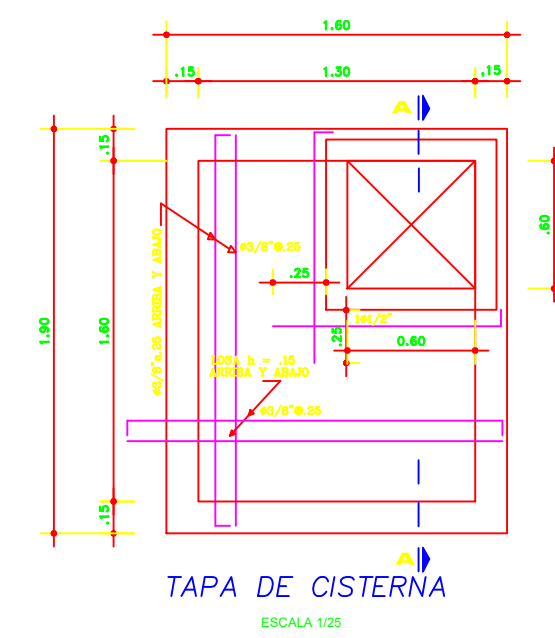 1.60
.15
1.30
,15
A
.15
ø3/8"@.25
ø3/8"a.25 ARRIBA Y ABAJO
.60
.25
1.90
1.60
1ø1/2"
.25
0.60
LOSA h = .15
ARRIBA Y ABAJO
ø3/8"@.25
.15
A
TAPA DE CISTERNA
ESCALA 1/25